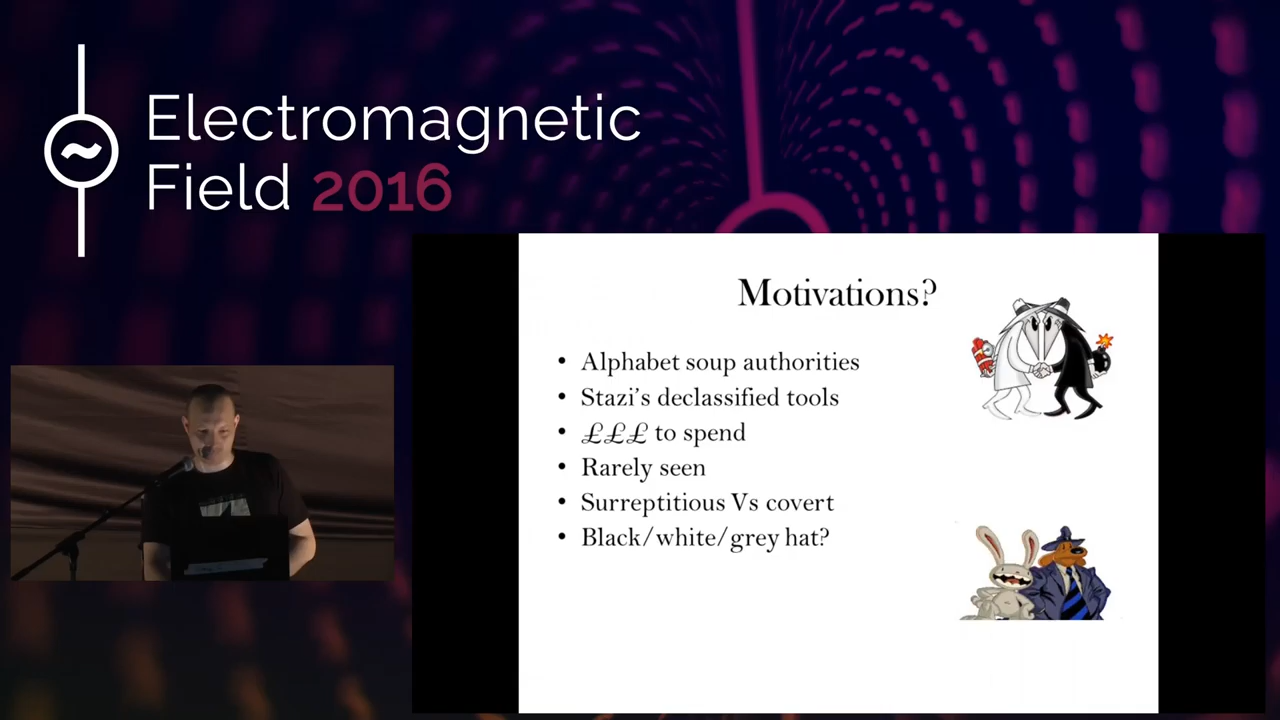 Electromagnetic
Field 2016
Motivations?
• Alphabet soup authorities
• Stazi's declassified tools
• £££ to spend
• Rarely seen
• Surreptitious Vs covert
• Black/white/grey hat?